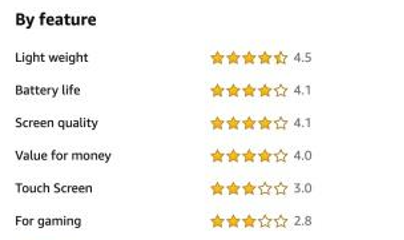 By feature
Light weight 4.5
Battery life 4.1
Screen quality 4.1
Value for money 4.0
Touch Screen 3.0
For gaming 2.8